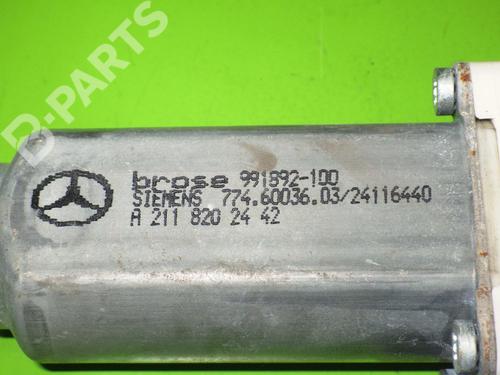 D-PARTS
brose 991892-100
SIEMENS 774.60036.03/24116440
A 211 820 24 42